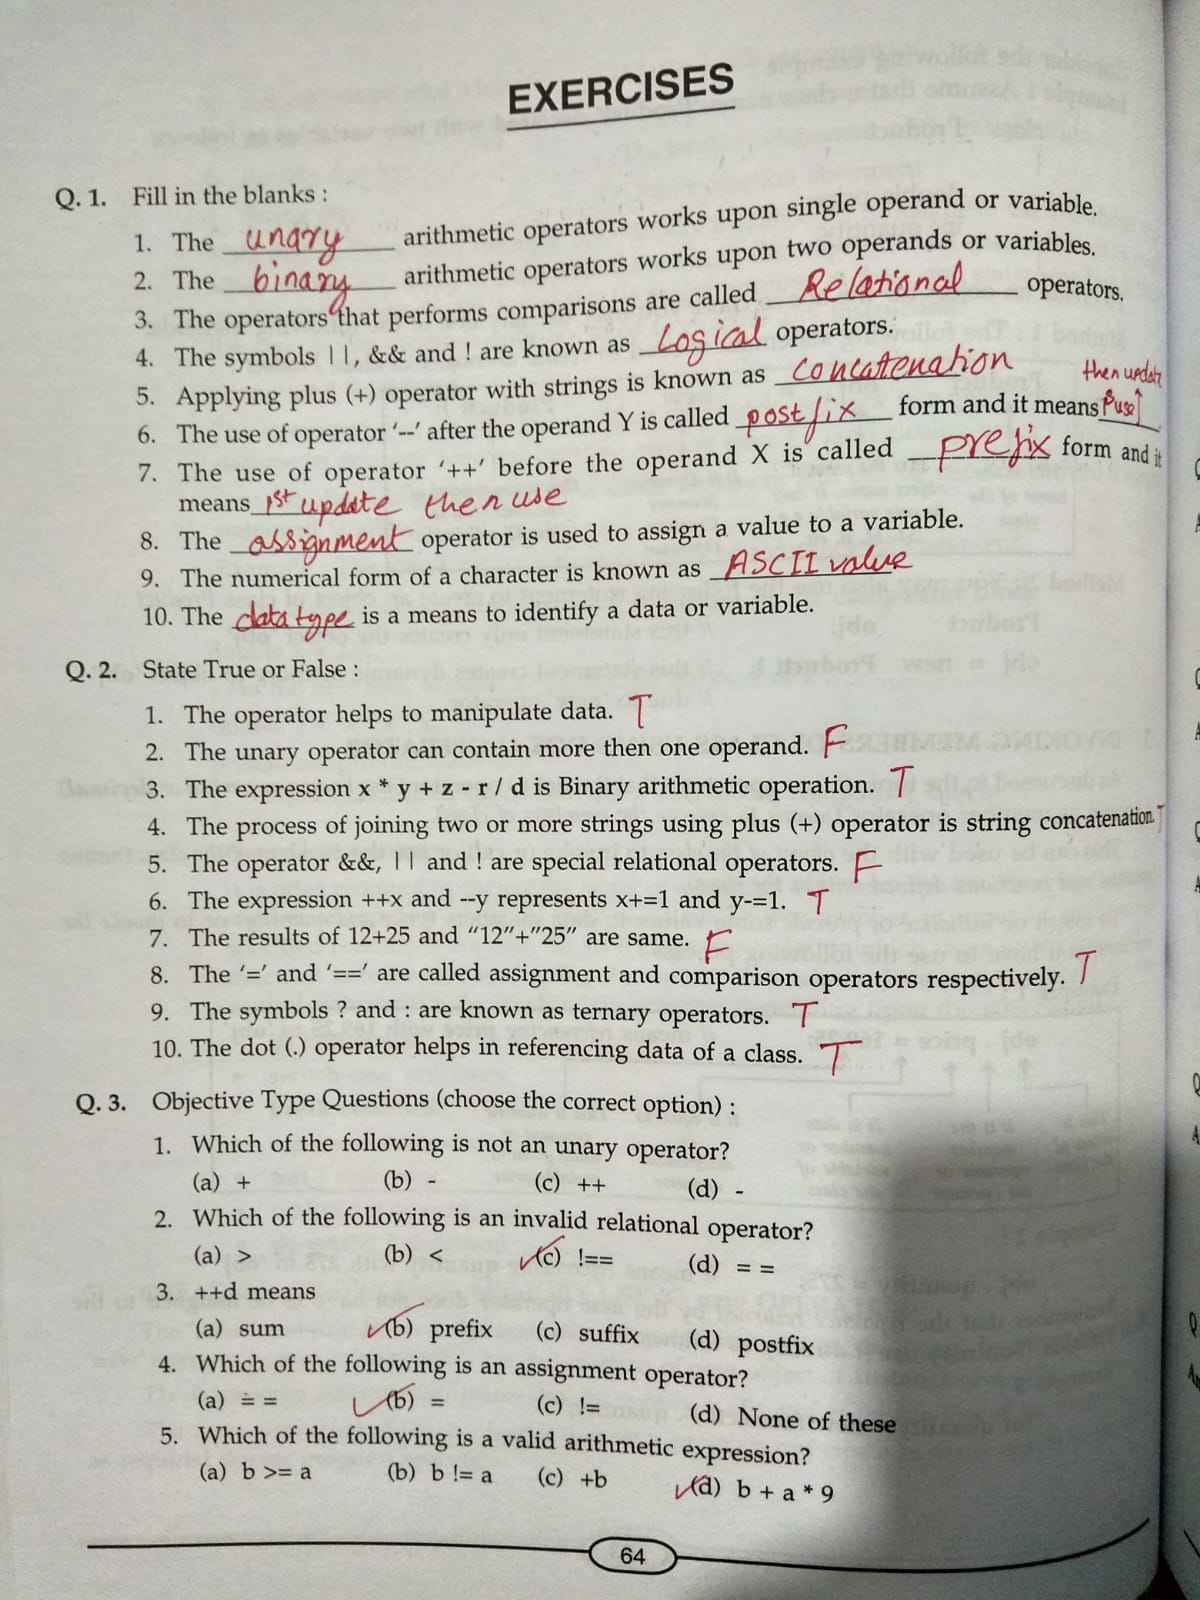 EXERCISES
Q. 1. Fill in the blanks :
1. The unary arithmetic operators works upon single operand or variable.
2. The binary arithmetic operators works upon two operands or variables.
3. The operators that performs comparisons are called Relational operators.
4. The symbols ||, && and ! are known as Logical operators.
5. Applying plus (+) operator with strings is known as concattenation
then update
6. The use of operator '--' after the operand Y is called postfix form and it means use
7. The use of operator '++' before the operand X is called prefix form and it
means 1st update then use
8. The assignment operator is used to assign a value to a variable.
9. The numerical form of a character is known as ASCII value
10. The data type is a means to identify a data or variable.
Q. 2. State True or False :
1. The operator helps to manipulate data. T
2. The unary operator can contain more then one operand. F
3. The expression x * y + z - r / d is Binary arithmetic operation. T
4. The process of joining two or more strings using plus (+) operator is string concatenation. T
5. The operator &&, || and ! are special relational operators. F
6. The expression ++x and --y represents x+=1 and y-=1. T
7. The results of 12+25 and "12"+"25" are same. F
8. The '=' and '==' are called assignment and comparison operators respectively. T
9. The symbols ? and : are known as ternary operators. T
10. The dot (.) operator helps in referencing data of a class. T
Q. 3. Objective Type Questions (choose the correct option) :
1. Which of the following is not an unary operator?
(a) + (b) - (c) ++ (d) -
2. Which of the following is an invalid relational operator?
(a) > (b) < (c) !== (d) = =
3. ++d means
(a) sum (b) prefix (c) suffix (d) postfix
4. Which of the following is an assignment operator?
(a) = = (b) = (c) != (d) None of these
5. Which of the following is a valid arithmetic expression?
(a) b >= a (b) b != a (c) +b (d) b + a * 9
64